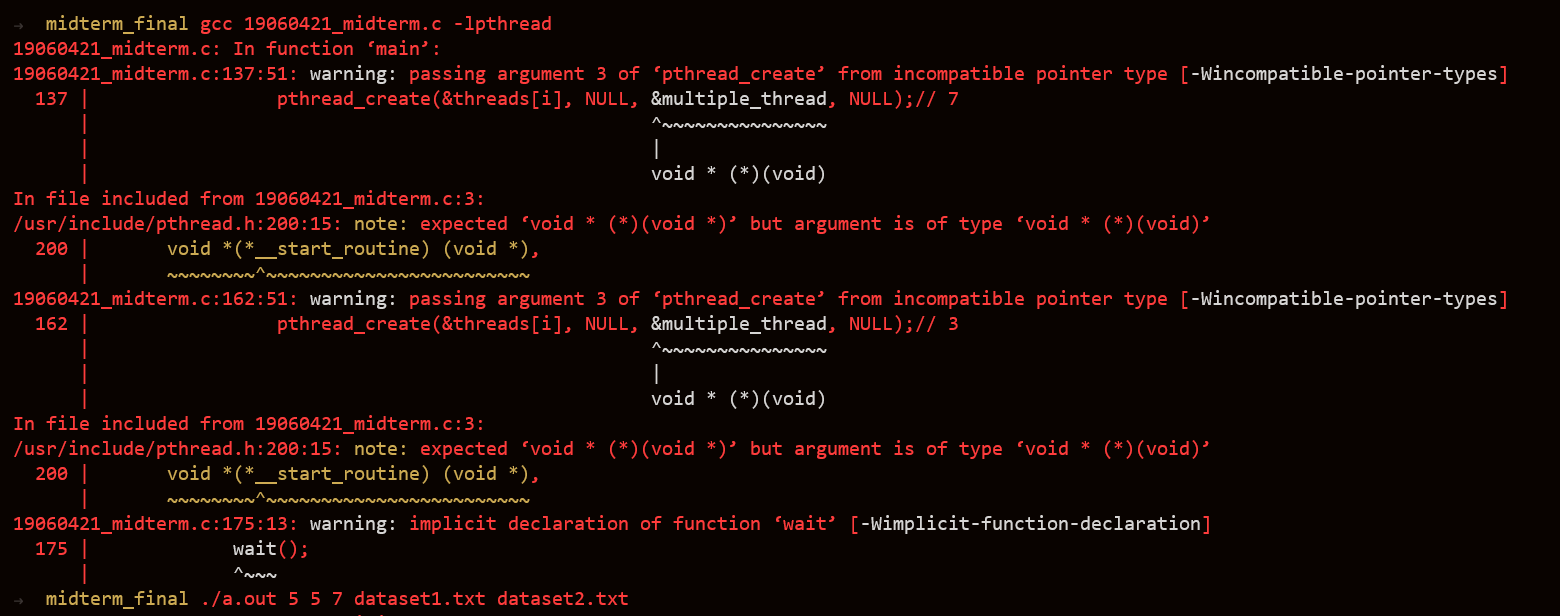 → midterm_final gcc 19060421_midterm.c -lpthread
19060421_midterm.c: In function ‘main’:
19060421_midterm.c:137:51: warning: passing argument 3 of ‘pthread_create’ from incompatible pointer type [-Wincompatible-pointer-types]
  137 |                 pthread_create(&threads[i], NULL, &multiple_thread, NULL);// 7
      |                                                   ^~~~~~~~~~~~~~~~
      |                                                   |
      |                                                   void * (*)(void)
In file included from 19060421_midterm.c:3:
/usr/include/pthread.h:200:15: note: expected ‘void * (*)(void *)’ but argument is of type ‘void * (*)(void)’
  200 |       void *(*__start_routine) (void *),
      |       ~~~~~~~~^~~~~~~~~~~~~~~~~~~~~~~~~
19060421_midterm.c:162:51: warning: passing argument 3 of ‘pthread_create’ from incompatible pointer type [-Wincompatible-pointer-types]
  162 |                 pthread_create(&threads[i], NULL, &multiple_thread, NULL);// 3
      |                                                   ^~~~~~~~~~~~~~~~
      |                                                   |
      |                                                   void * (*)(void)
In file included from 19060421_midterm.c:3:
/usr/include/pthread.h:200:15: note: expected ‘void * (*)(void *)’ but argument is of type ‘void * (*)(void)’
  200 |       void *(*__start_routine) (void *),
      |       ~~~~~~~~^~~~~~~~~~~~~~~~~~~~~~~~~
19060421_midterm.c:175:13: warning: implicit declaration of function ‘wait’ [-Wimplicit-function-declaration]
  175 |             wait();
      |             ^~~~
→ midterm_final ./a.out 5 5 7 dataset1.txt dataset2.txt